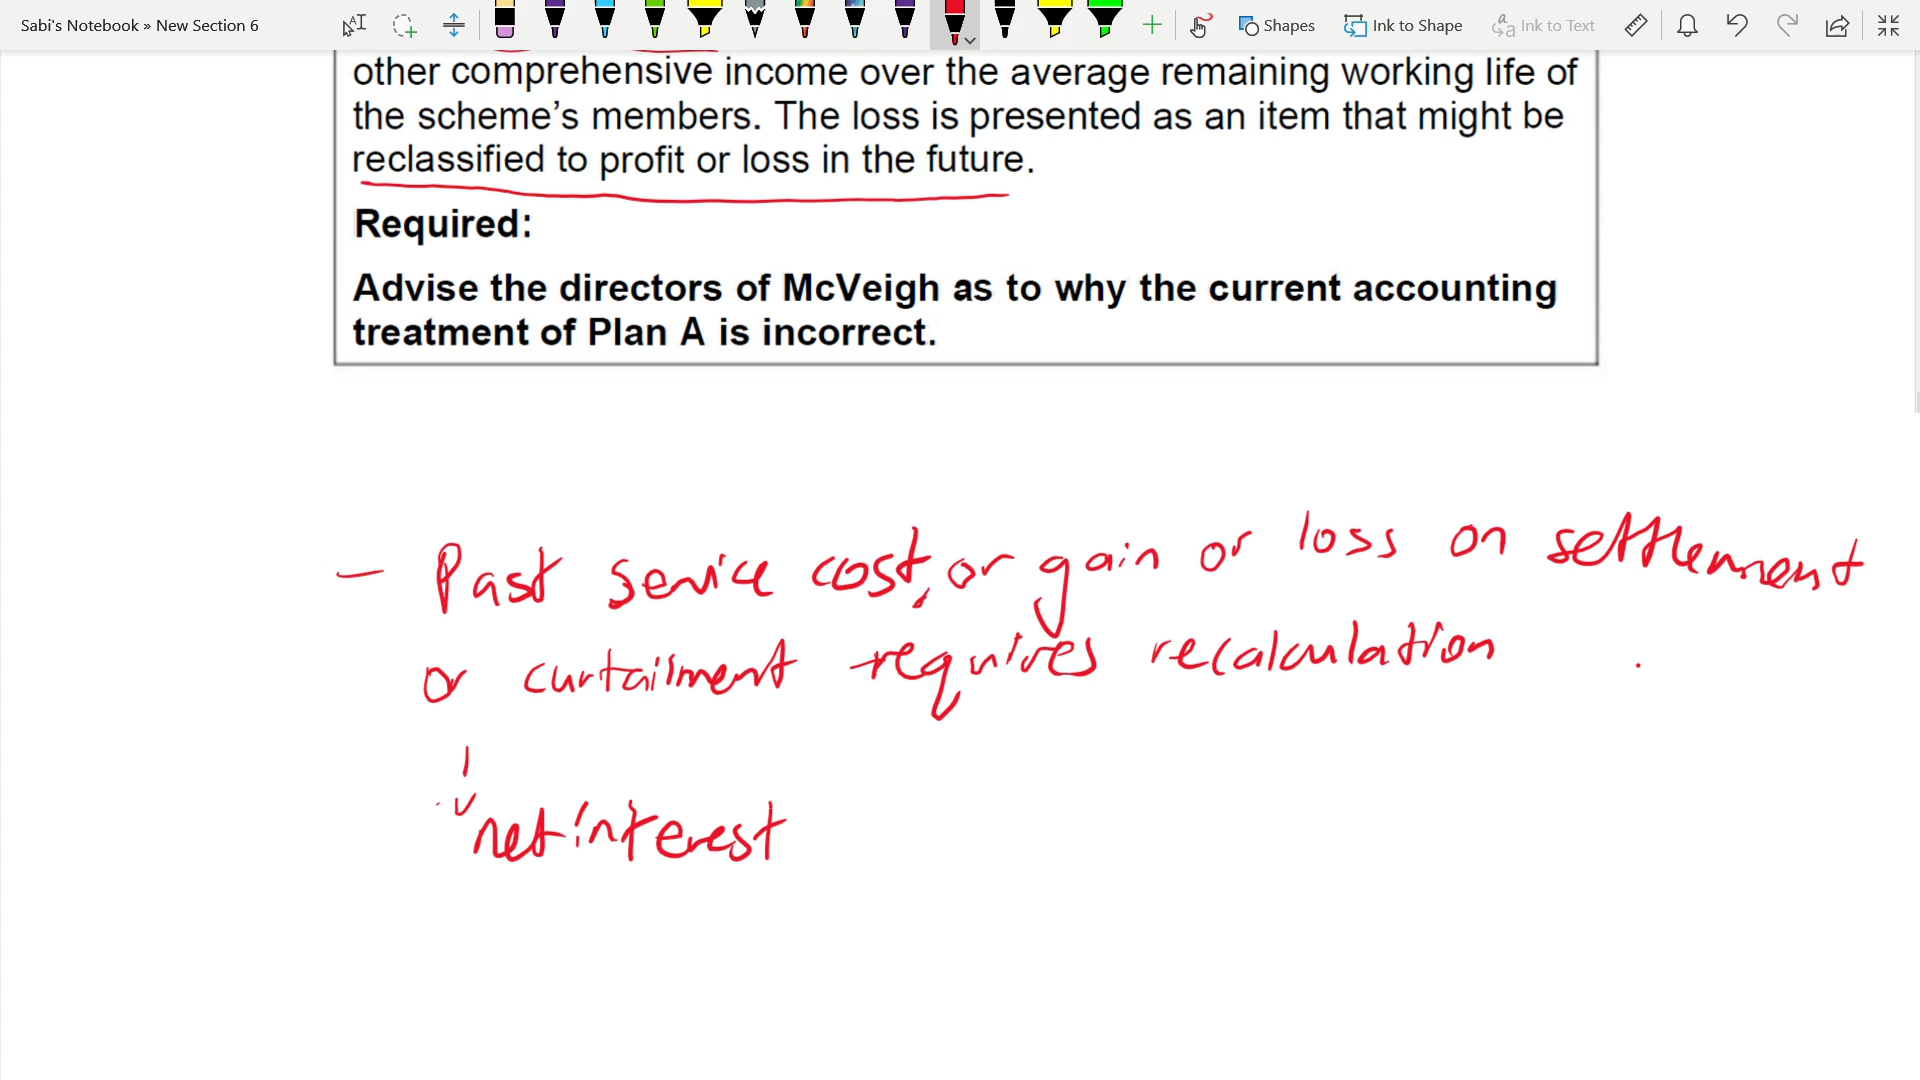 Sabi's Notebook » New Section 6
Shapes
Ink to Shape
Ink to Text
other comprehensive income over the average remaining working life of
the scheme’s members. The loss is presented as an item that might be
reclassified to profit or loss in the future.
Required:
Advise the directors of McVeigh as to why the current accounting
treatment of Plan A is incorrect.
- Past service cost, or gain or loss on settlement
or curtailment requires recalculation
net interest